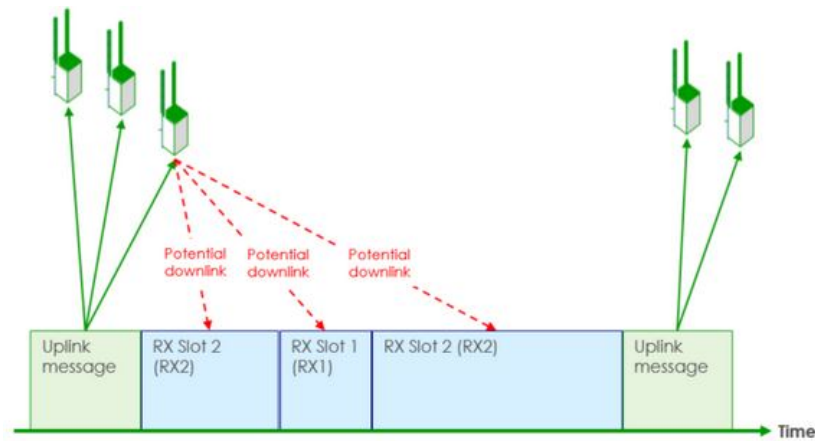 Potential
downlink
Potential
downlink
Potential
downlink
Uplink
message
RX Slot 2
(RX2)
RX Slot 1
(RX1)
RX Slot 2 (RX2)
Uplink
message
Time